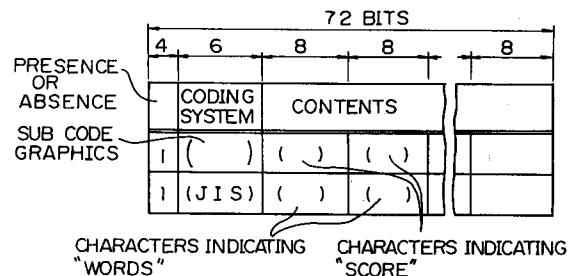 72 BITS
4 6 8 8 8
PRESENCE OR ABSENCE
CODING SYSTEM
CONTENTS
SUB CODE GRAPHICS
1 ( ) ( ) ( )
1 (JIS) ( ) ( )
CHARACTERS INDICATING "WORDS"
CHARACTERS INDICATING "SCORE"